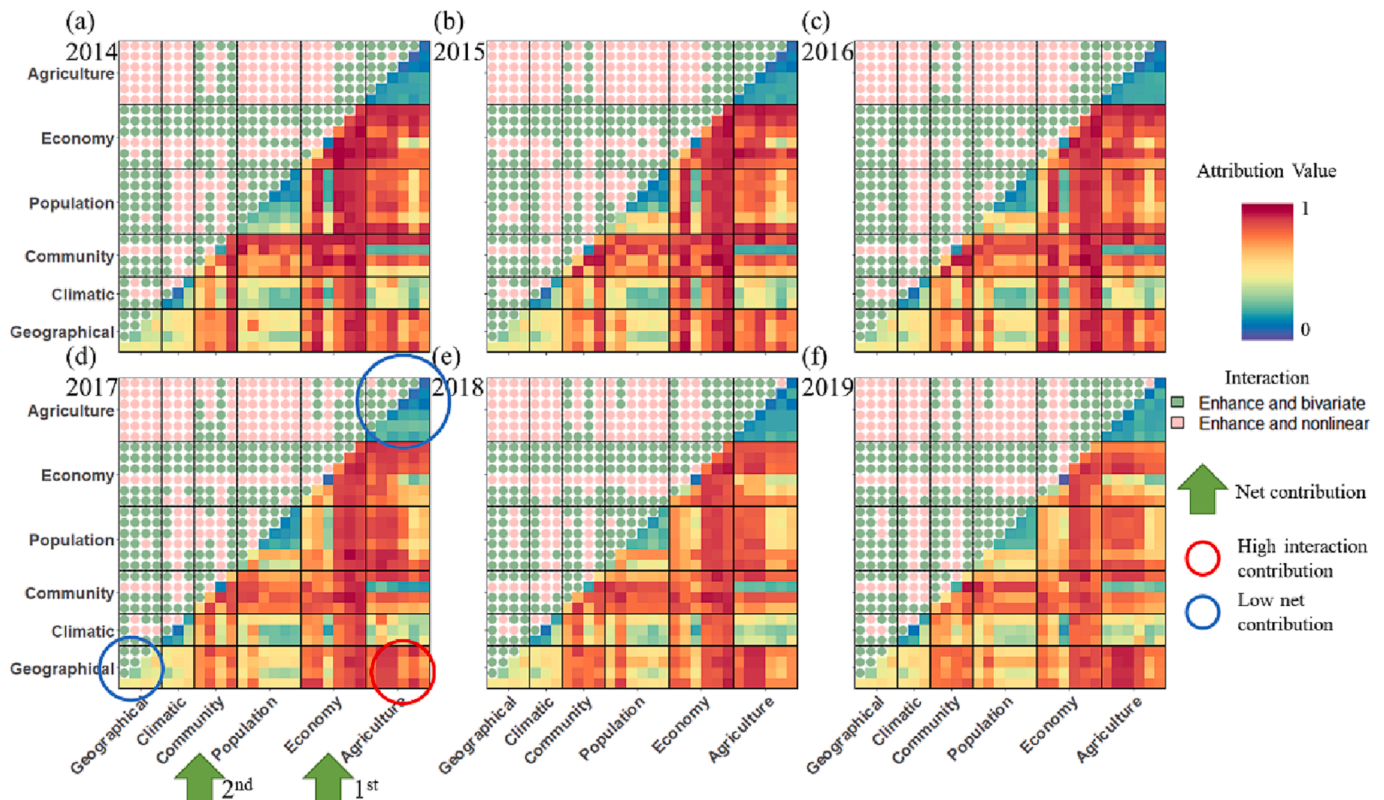 (a)
(b)
(c)
2014
2015
2016
Agriculture
Economy
Population
Community
Climatic
Geographical
Attribution Value
1
0
(d)
(e)
(f)
2017
2018
2019
Agriculture
Economy
Population
Community
Climatic
Geographical
Interaction
Enhance and bivariate
Enhance and nonlinear
Net contribution
High interaction
contribution
Low net
contribution
Geographical
Climatic
Community
Population
Economy
Agriculture
Geographical
Climatic
Community
Population
Economy
Agriculture
Geographical
Climatic
Community
Population
Economy
Agriculture
2nd
1st